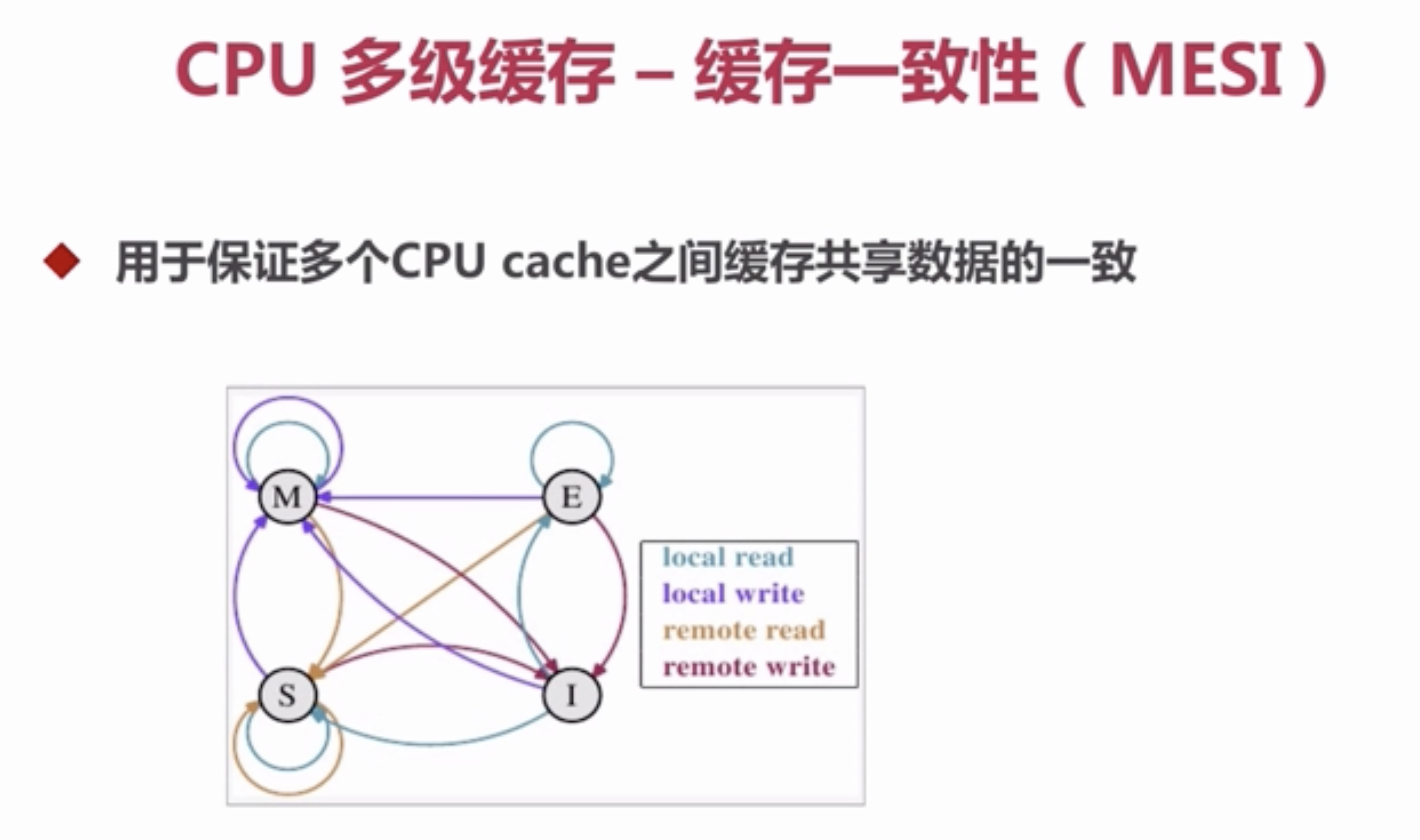 CPU 多级缓存 – 缓存一致性（MESI）
用于保证多个CPU cache之间缓存共享数据的一致
M
E
local read
local write
remote read
remote write
S
I